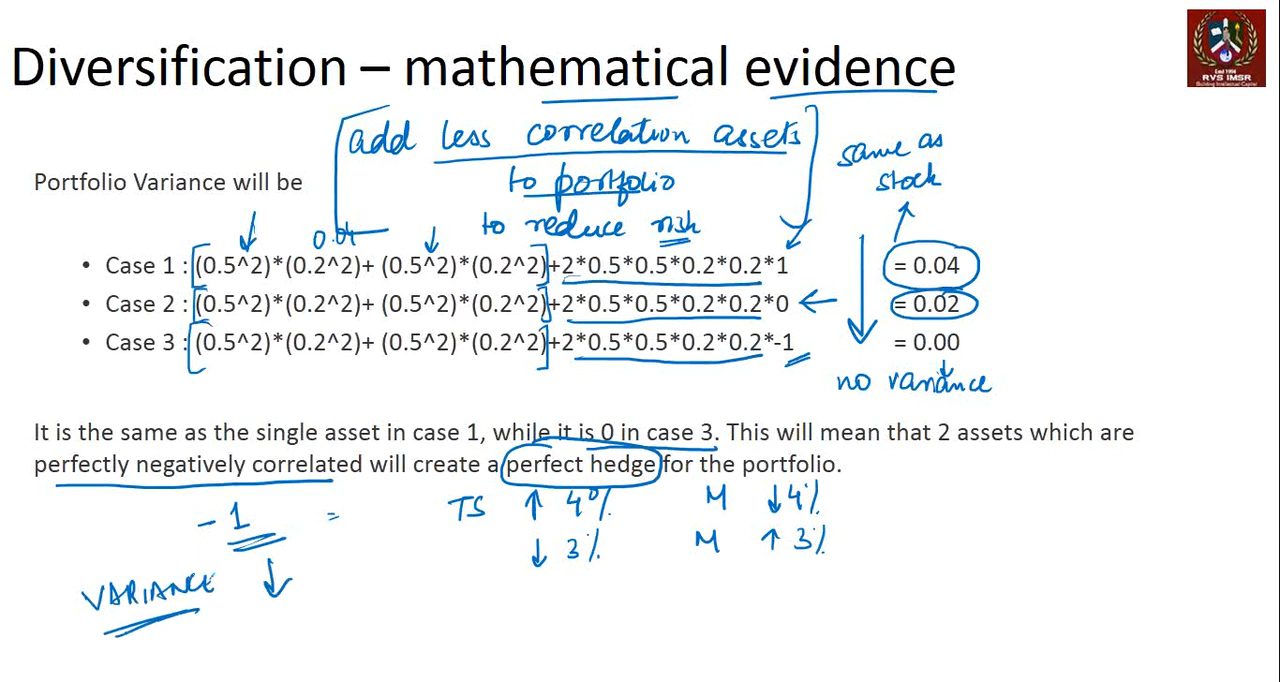 Diversification – mathematical evidence
RVS IMSR
add less correlation assets
to portfolio
to reduce risk
same as
stock
Portfolio Variance will be
0.04
• Case 1 : [(0.5^2)*(0.2^2)+ (0.5^2)*(0.2^2)]+2*0.5*0.5*0.2*0.2*1 = 0.04
• Case 2 : [(0.5^2)*(0.2^2)+ (0.5^2)*(0.2^2)]+2*0.5*0.5*0.2*0.2*0 = 0.02
• Case 3 : [(0.5^2)*(0.2^2)+ (0.5^2)*(0.2^2)]+2*0.5*0.5*0.2*0.2*-1 = 0.00
no variance
It is the same as the single asset in case 1, while it is 0 in case 3. This will mean that 2 assets which are
perfectly negatively correlated will create a perfect hedge for the portfolio.
-1 = TS ↑ 4% M ↓4%
↓ 3% M ↑ 3%
VARIANCE ↓